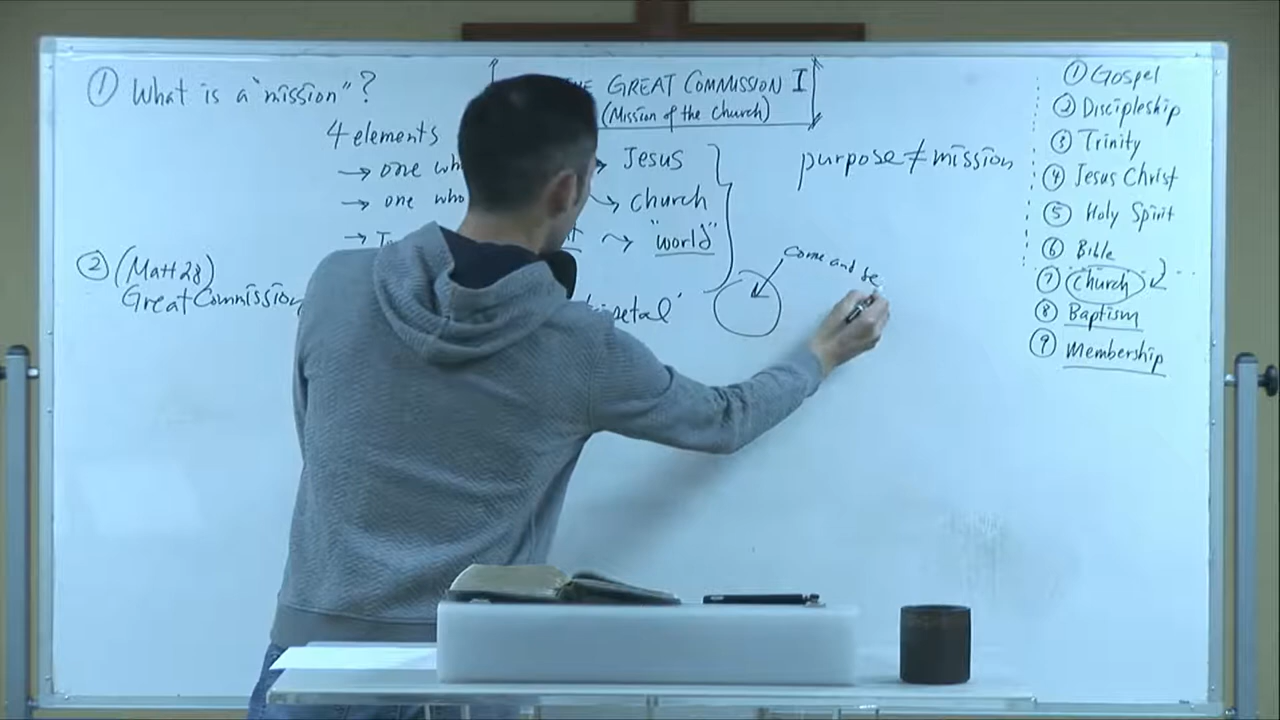 ① What is a "mission"?
GREAT COMMISSION I
(Mission of the Church)
4 elements
→ one
→ one who
→
Jesus
Church
"world"
② (Matt 28)
Great Commission
purpose ≠ mission
come and be
① Gospel
② Discipleship
③ Trinity
④ Jesus Christ
⑤ Holy Spirit
⑥ Bible
⑦ Church
⑧ Baptism
⑨ Membership